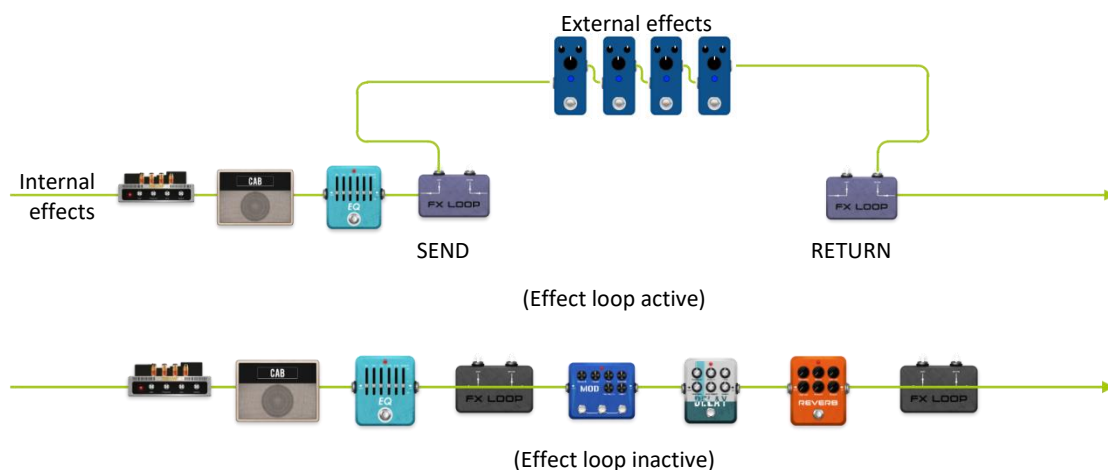 External effects
Internal
effects
CAB
EQ
FX LOOP
FX LOOP
SEND
RETURN
(Effect loop active)
CAB
EQ
FX LOOP
MOD
DELAY
REVERB
FX LOOP
(Effect loop inactive)